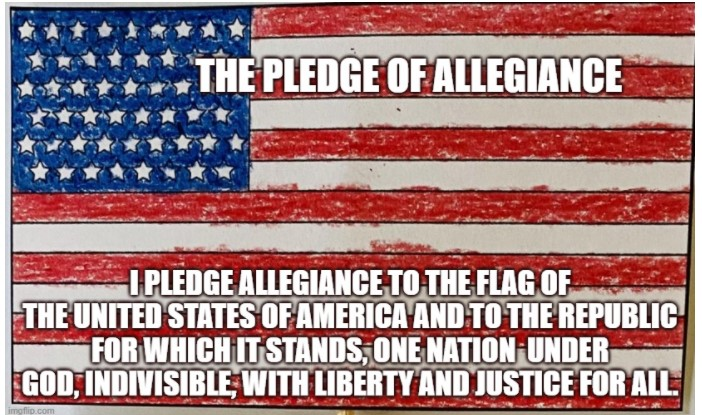 THE PLEDGE OF ALLEGIANCE
I PLEDGE ALLEGIANCE TO THE FLAG OF
THE UNITED STATES OF AMERICA AND TO THE REPUBLIC
FOR WHICH IT STANDS, ONE NATION UNDER
GOD, INDIVISIBLE, WITH LIBERTY AND JUSTICE FOR ALL.
imgflip.com